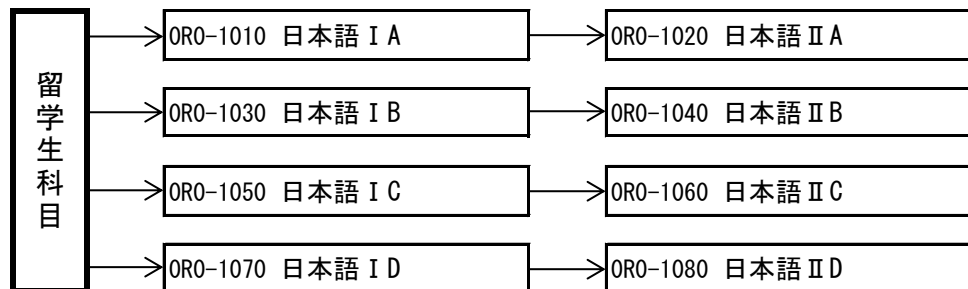 留学生科目
0R0-1010 日本語ⅠA
0R0-1020 日本語ⅡA
0R0-1030 日本語ⅠB
0R0-1040 日本語ⅡB
0R0-1050 日本語ⅠC
0R0-1060 日本語ⅡC
0R0-1070 日本語ⅠD
0R0-1080 日本語ⅡD